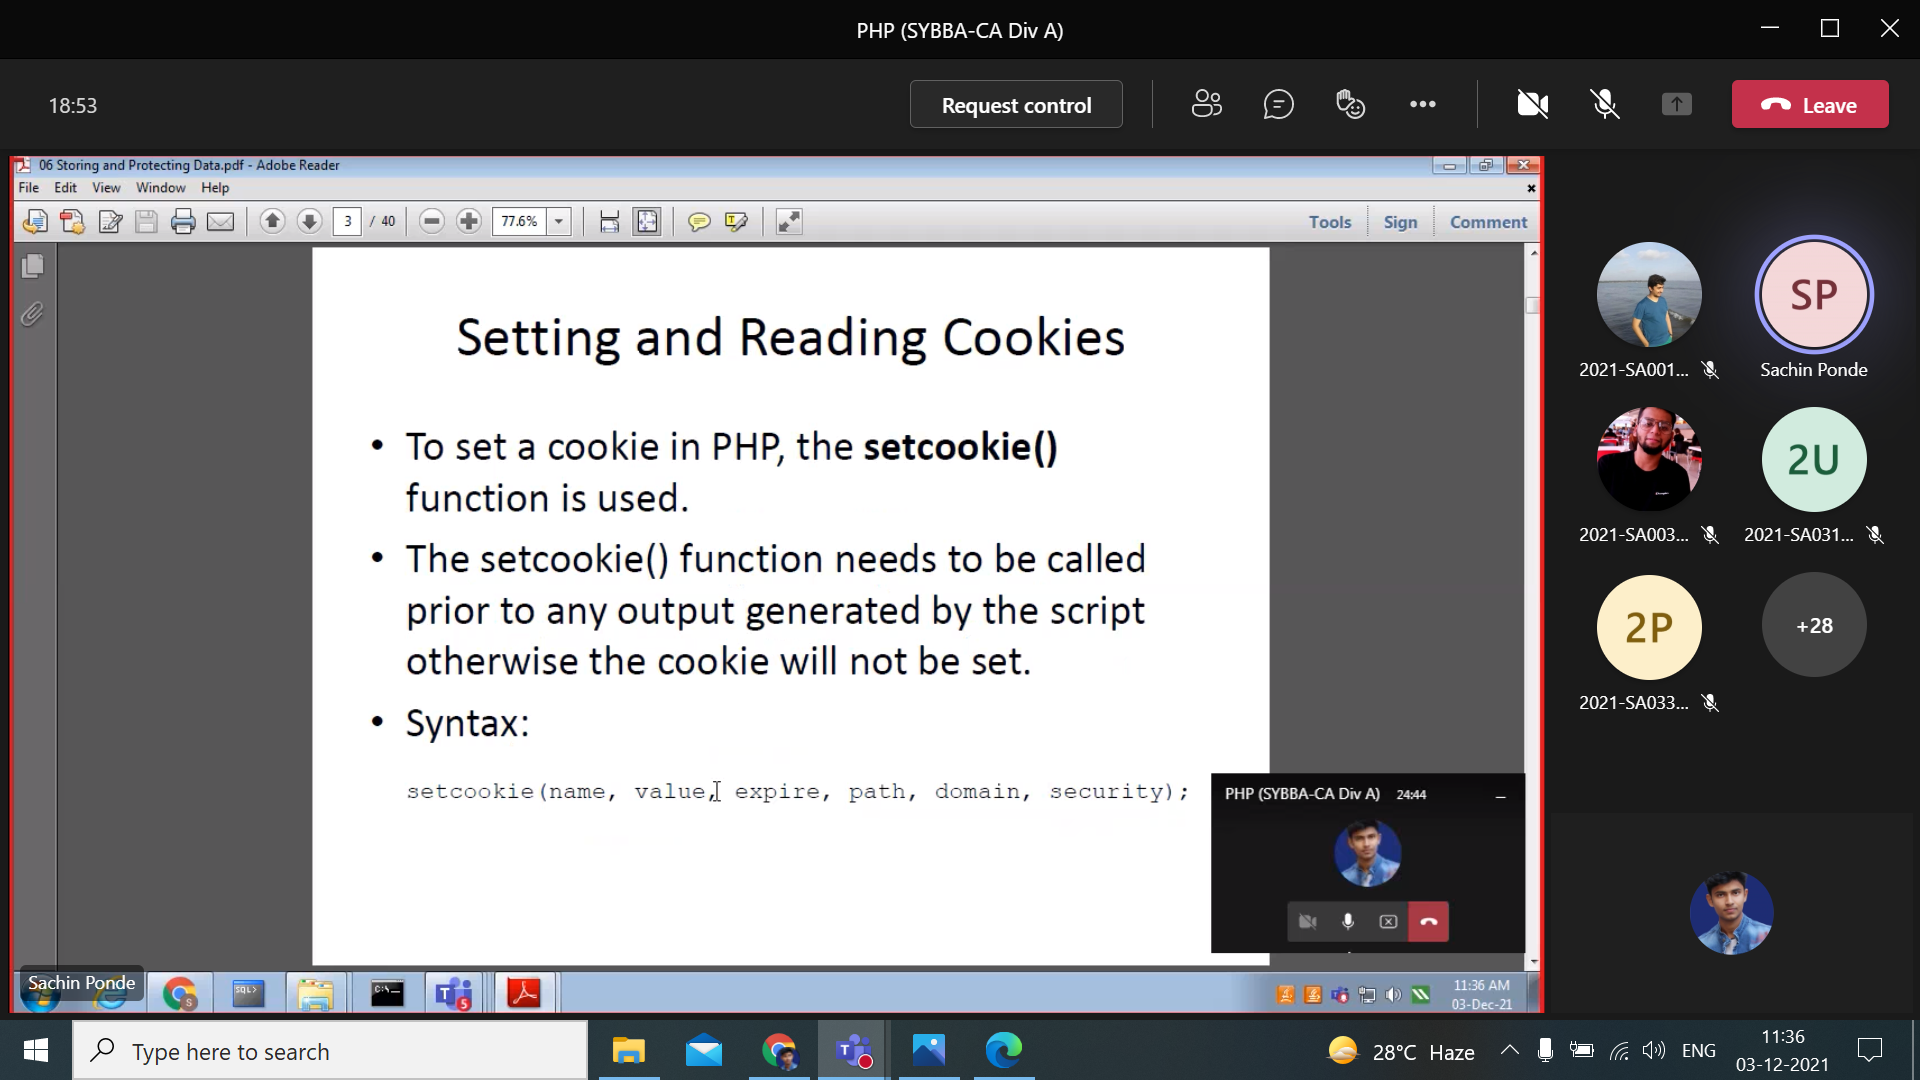 PHP (SYBBA-CA Div A)
18:53
Request control
Leave
06 Storing and Protecting Data.pdf - Adobe Reader
File Edit View Window Help
3 / 40 77.6% Tools Sign Comment
Setting and Reading Cookies
• To set a cookie in PHP, the setcookie()
function is used.
• The setcookie() function needs to be called
prior to any output generated by the script
otherwise the cookie will not be set.
• Syntax:
setcookie(name, value, expire, path, domain, security);
PHP (SYBBA-CA Div A) 24:44
SP
2021-SA001...
Sachin Ponde
2U
2021-SA003...
2021-SA031...
2P
+28
2021-SA033...
Sachin Ponde
SQL>
C:\_
T
S
11:36 AM
03-Dec-21
Type here to search
T
28°C Haze
ENG
11:36
03-12-2021